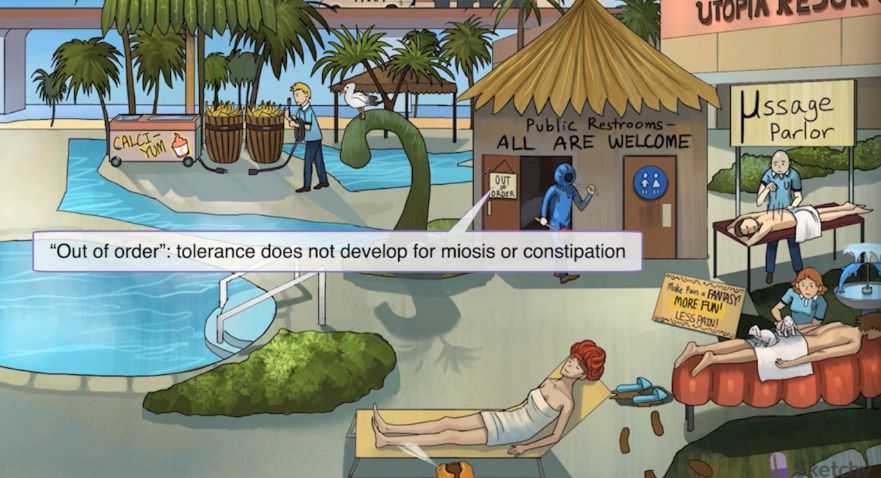 UTOPIA RESOR
CALCI-
YUM
Public Restrooms-
ALL ARE WELCOME
μssage
Parlor
OUT
OF
ORDER
"Out of order": tolerance does not develop for miosis or constipation
Make Pain a FANTASY!
MORE FUN!
LESS PAIN!
Sketchy